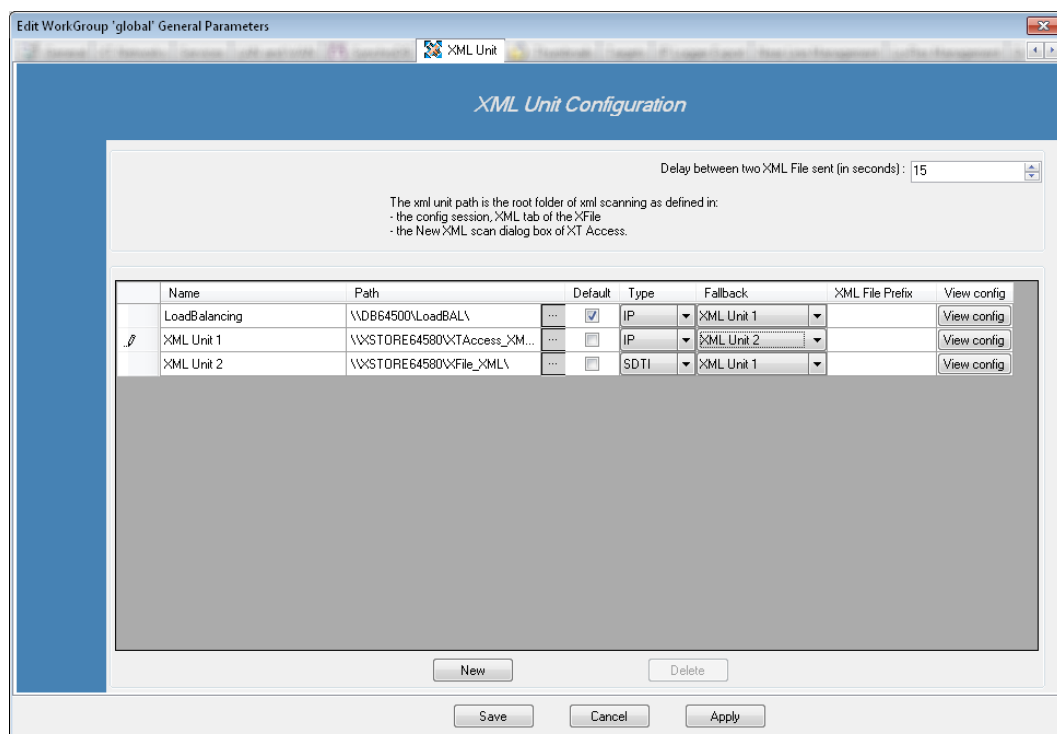 Edit WorkGroup 'global' General Parameters
XML Unit
XML Unit Configuration
Delay between two XML File sent (in seconds) : 15
The xml unit path is the root folder of xml scanning as defined in:
- the config session, XML tab of the XFile
- the New XML scan dialog box of XT Access.
Name Path Default Type Fallback XML File Prefix View config
LoadBalancing \\DB64500\LoadBAL\ ... IP XML Unit 1 View config
XML Unit 1 \\XSTORE64580\XTAccess_XM... ... IP XML Unit 2 View config
XML Unit 2 \\XSTORE64580\XFile_XML\ ... SDTI XML Unit 1 View config
New Delete
Save Cancel Apply